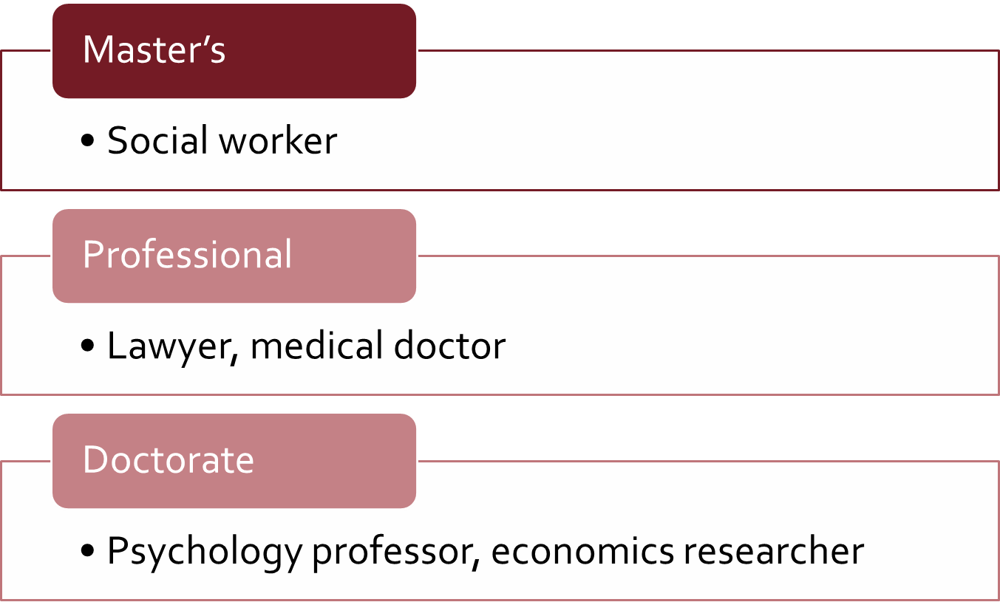 Master’s
• Social worker
Professional
• Lawyer, medical doctor
Doctorate
• Psychology professor, economics researcher